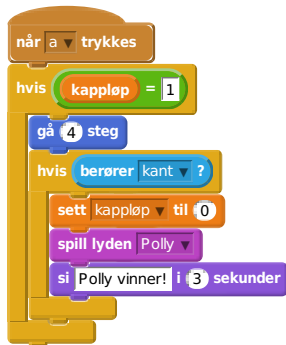 når a trykkes
hvis kappløp = 1
gå 4 steg
hvis berører kant ?
sett kappløp til 0
spill lyden Polly
si Polly vinner! i 3 sekunder